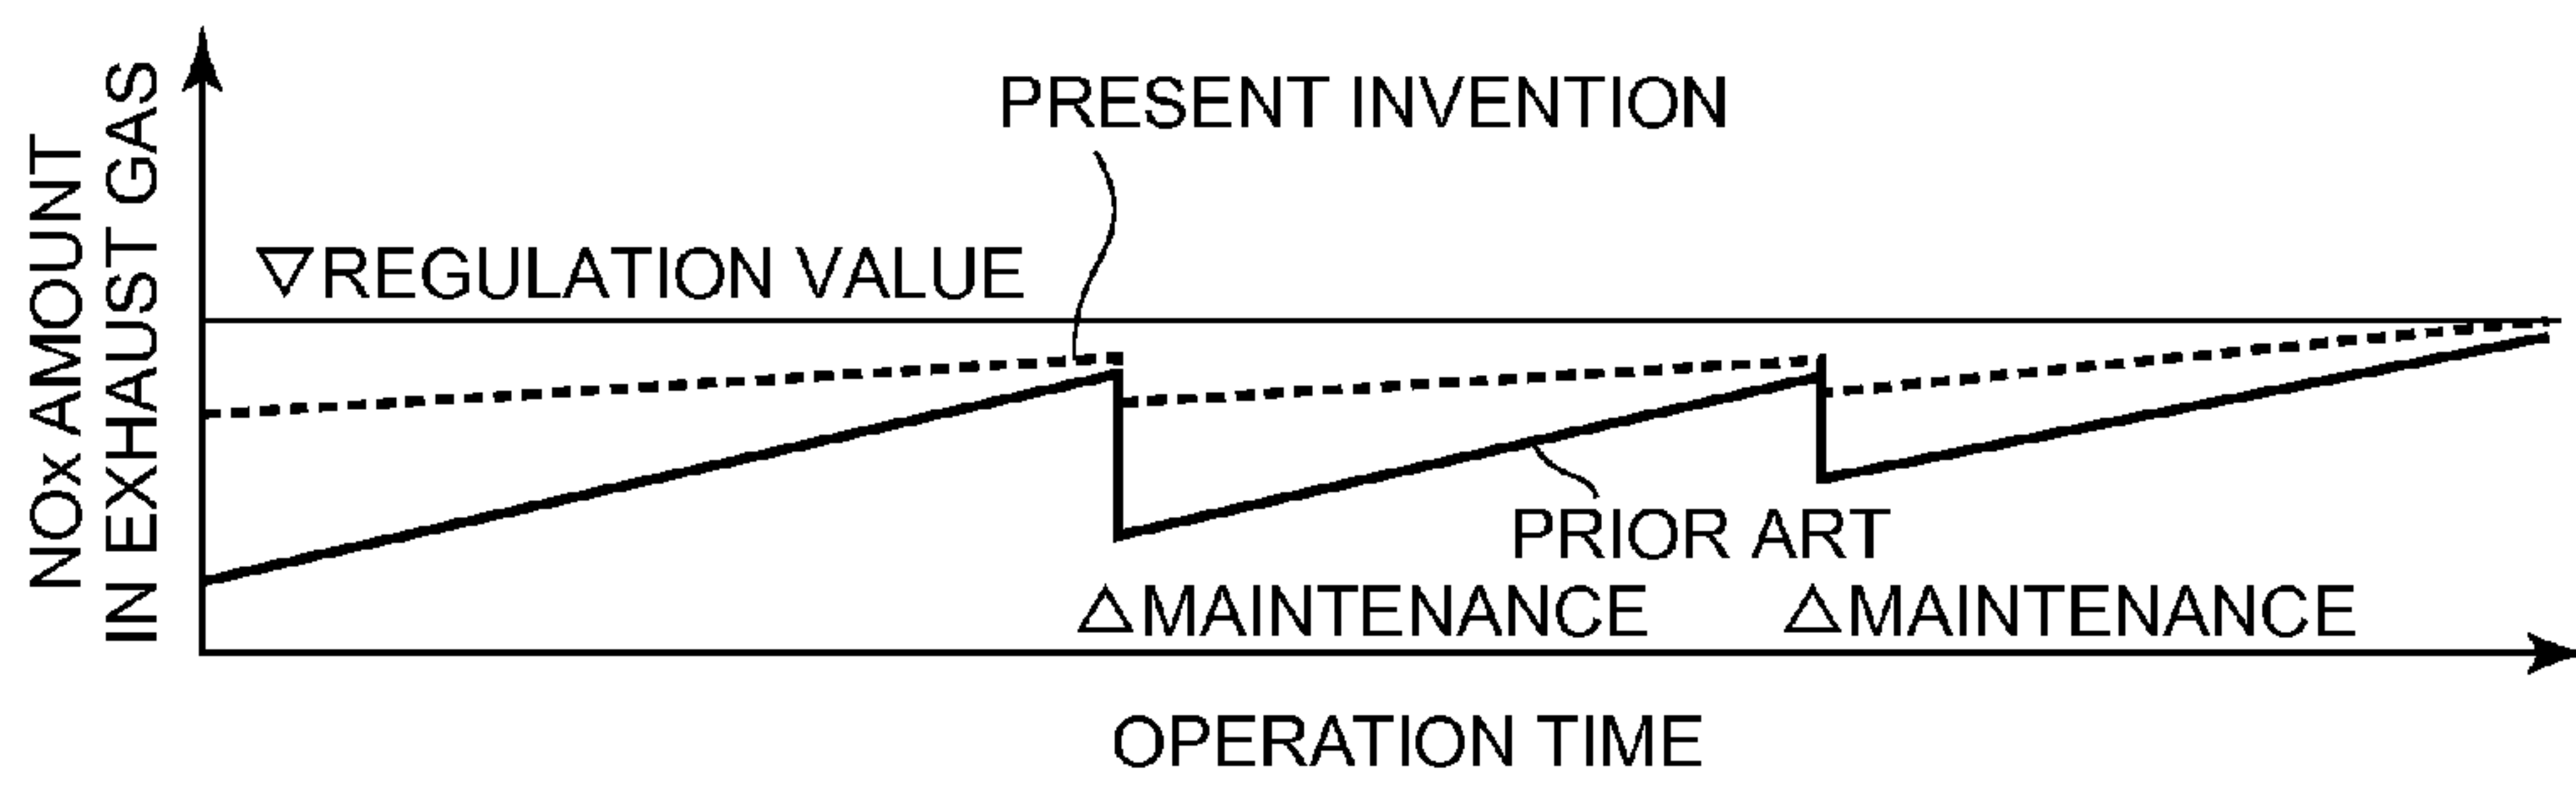 NOx AMOUNT
IN EXHAUST GAS
PRESENT INVENTION
▽REGULATION VALUE
PRIOR ART
△MAINTENANCE
△MAINTENANCE
OPERATION TIME